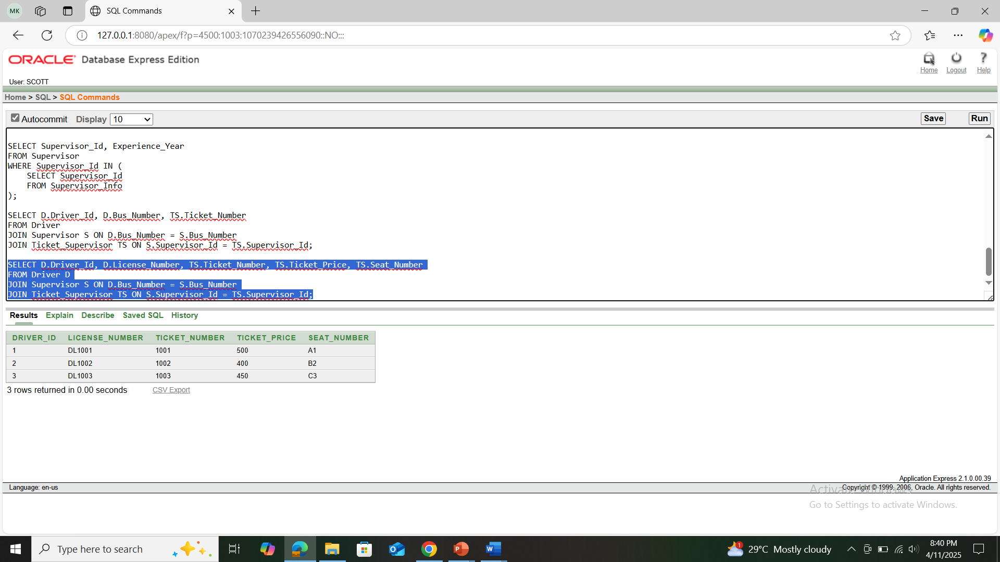 MK
SQL Commands
127.0.0.1:8080/apex/f?p=4500:1003:1070239426556090::NO:::
ORACLE Database Express Edition
Home Logout Help
User: SCOTT
Home > SQL > SQL Commands
Autocommit Display 10 Save Run
SELECT Supervisor_Id, Experience_Year
FROM Supervisor
WHERE Supervisor_Id IN (
SELECT Supervisor_Id
FROM Supervisor_Info
);
SELECT D.Driver_Id, D.Bus_Number, TS.Ticket_Number
FROM Driver
JOIN Supervisor S ON D.Bus_Number = S.Bus_Number
JOIN Ticket_Supervisor TS ON S.Supervisor_Id = TS.Supervisor_Id;
SELECT D.Driver_Id, D.License_Number, TS.Ticket_Number, TS.Ticket_Price, TS.Seat_Number
FROM Driver D
JOIN Supervisor S ON D.Bus_Number = S.Bus_Number
JOIN Ticket_Supervisor TS ON S.Supervisor_Id = TS.Supervisor_Id;
Results Explain Describe Saved SQL History
DRIVER_ID LICENSE_NUMBER TICKET_NUMBER TICKET_PRICE SEAT_NUMBER
1 DL1001 1001 500 A1
2 DL1002 1002 400 B2
3 DL1003 1003 450 C3
3 rows returned in 0.00 seconds CSV Export
Application Express 2.1.0.00.39
Language: en-us Copyright © 1999, 2006, Oracle. All rights reserved.
Activate Windows
Go to Settings to activate Windows.
Type here to search
1 29°C Mostly cloudy
8:40 PM
4/11/2025